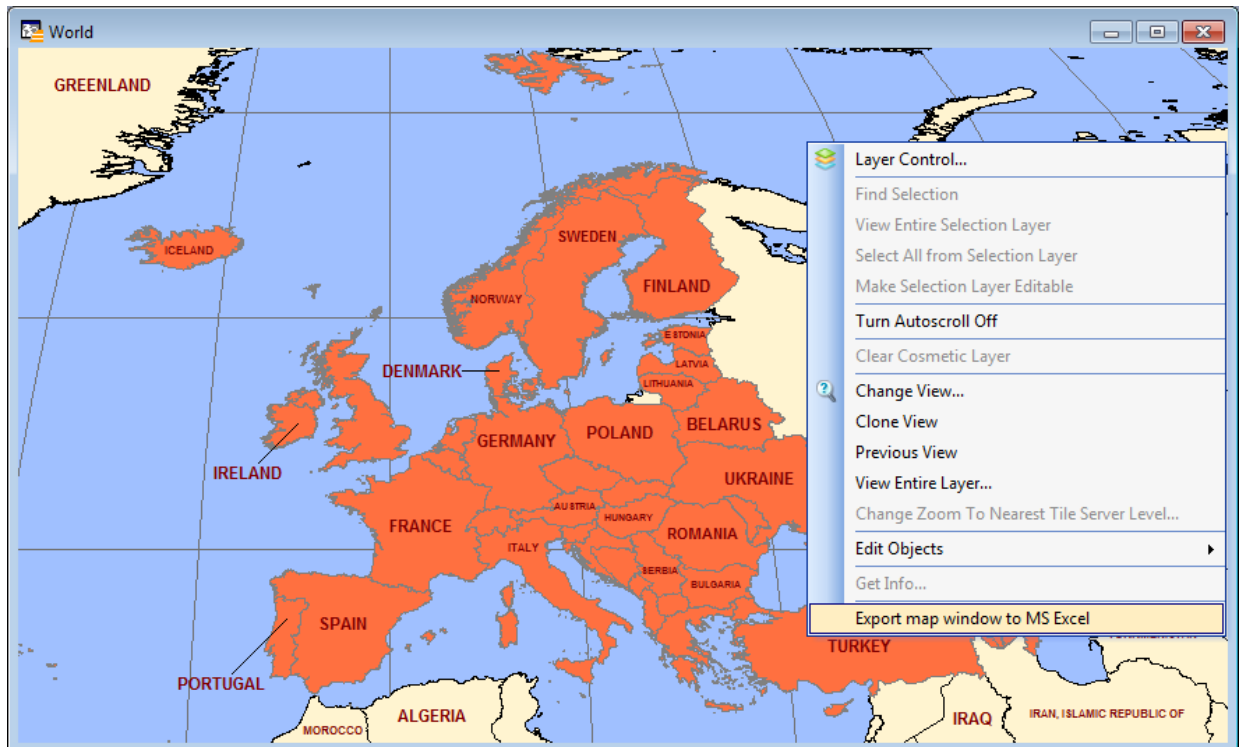 World
GREENLAND
Layer Control...
Find Selection
View Entire Selection Layer
Select All from Selection Layer
Make Selection Layer Editable
Turn Autoscroll Off
Clear Cosmetic Layer
Change View...
Clone View
Previous View
View Entire Layer...
Change Zoom To Nearest Tile Server Level...
Edit Objects
Get Info...
Export map window to MS Excel
ICELAND
SWEDEN
FINLAND
NORWAY
ESTONIA
LATVIA
DENMARK
LITHUANIA
BELARUS
GERMANY
POLAND
IRELAND
UKRAINE
AUSTRIA
HUNGARY
FRANCE
ROMANIA
ITALY
SERBIA
BULGARIA
SPAIN
TURKEY
PORTUGAL
ALGERIA
MOROCCO
IRAQ
IRAN, ISLAMIC REPUBLIC OF